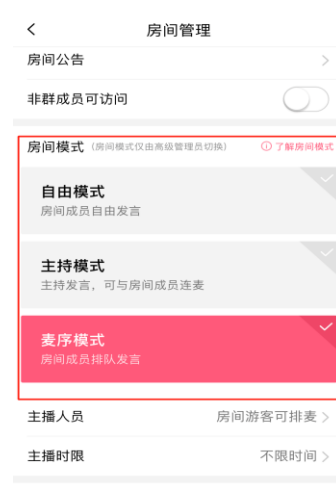 房间管理
房间公告
非群成员可访问
房间模式（房间模式仅由高级管理员切换） 了解房间模式
自由模式
房间成员自由发言
主持模式
主持发言，可与房间成员连麦
麦序模式
房间成员排队发言
主播人员 房间游客可排麦
主播时限 不限时间